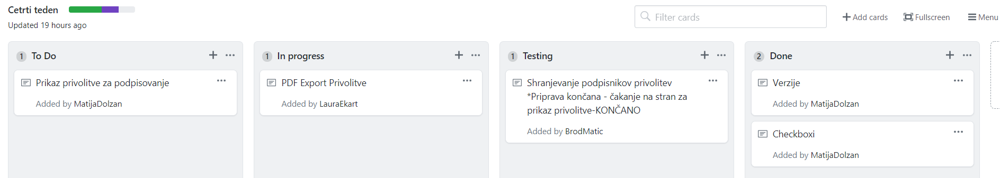 Cetrti teden
Updated 19 hours ago
Filter cards
Add cards
Fullscreen
Menu
1 To Do
Prikaz privolitve za podpisovanje
Added by MatijaDolzan
1 In progress
PDF Export Privolitve
Added by LauraEkart
1 Testing
Shranjevanje podpisnikov privolitev
*Priprava končana - čakanje na stran za
prikaz privolitve-KONČANO
Added by BrodMatic
2 Done
Verzije
Added by MatijaDolzan
Checkboxi
Added by MatijaDolzan